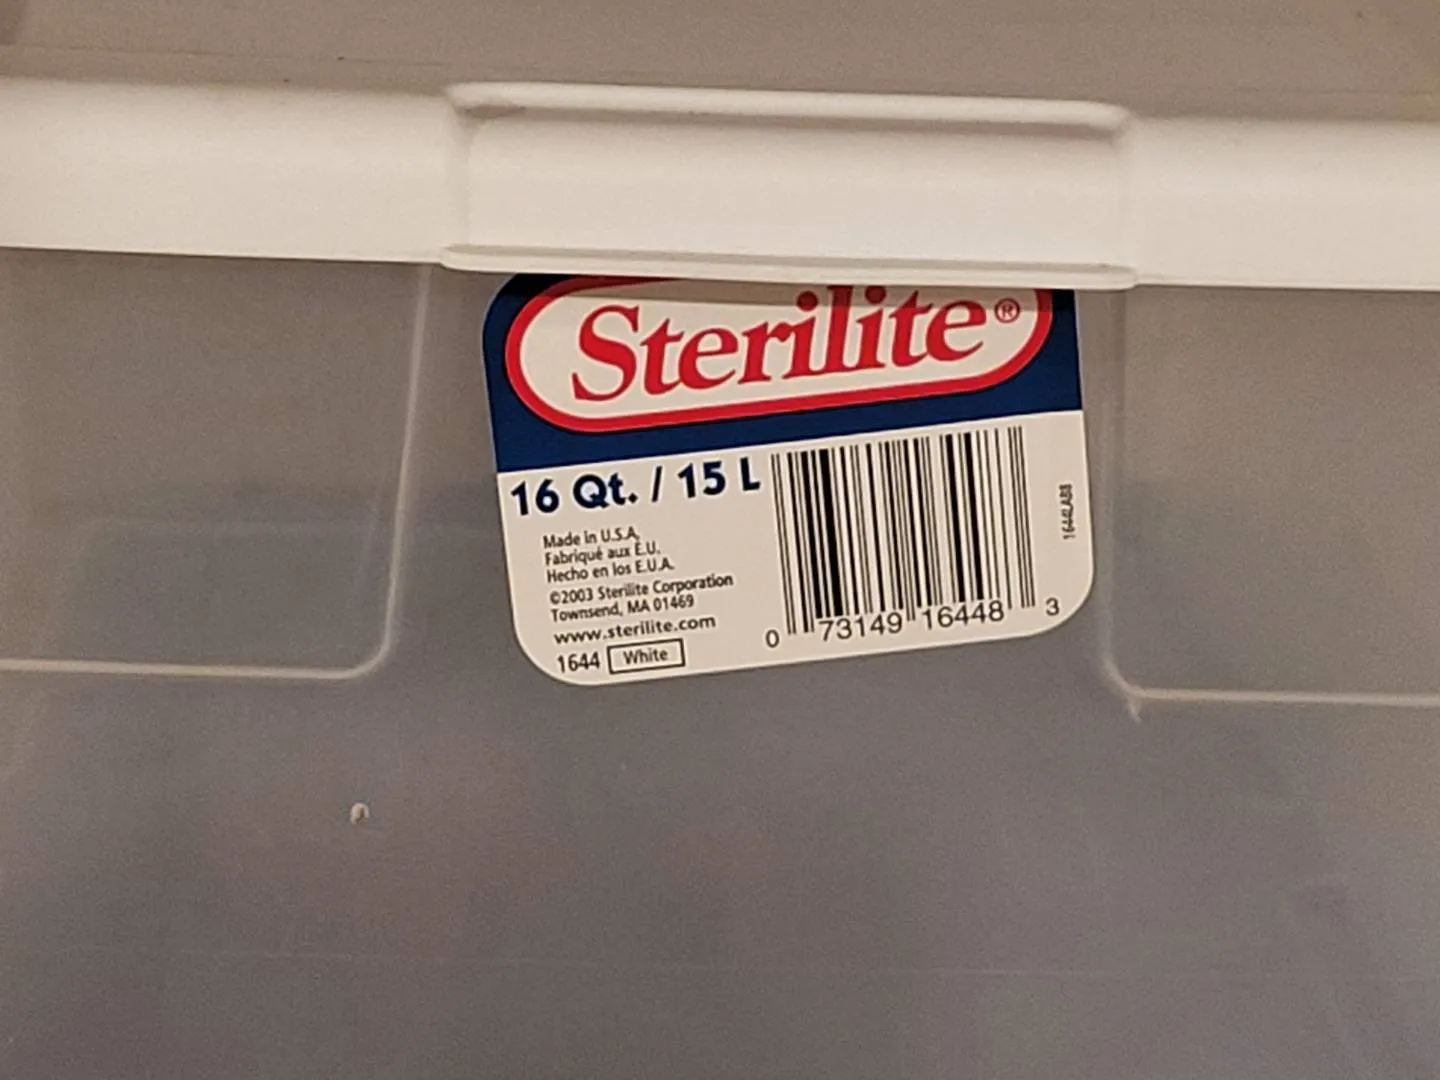 Sterilite®
16 Qt. / 15 L
Made in U.S.A.
Fabriqué aux E.U.
Hecho en los E.U.A.
©2003 Sterilite Corporation
Townsend, MA 01469
www.sterilite.com
1644 White
0 73149 16448 3
1644LAB8